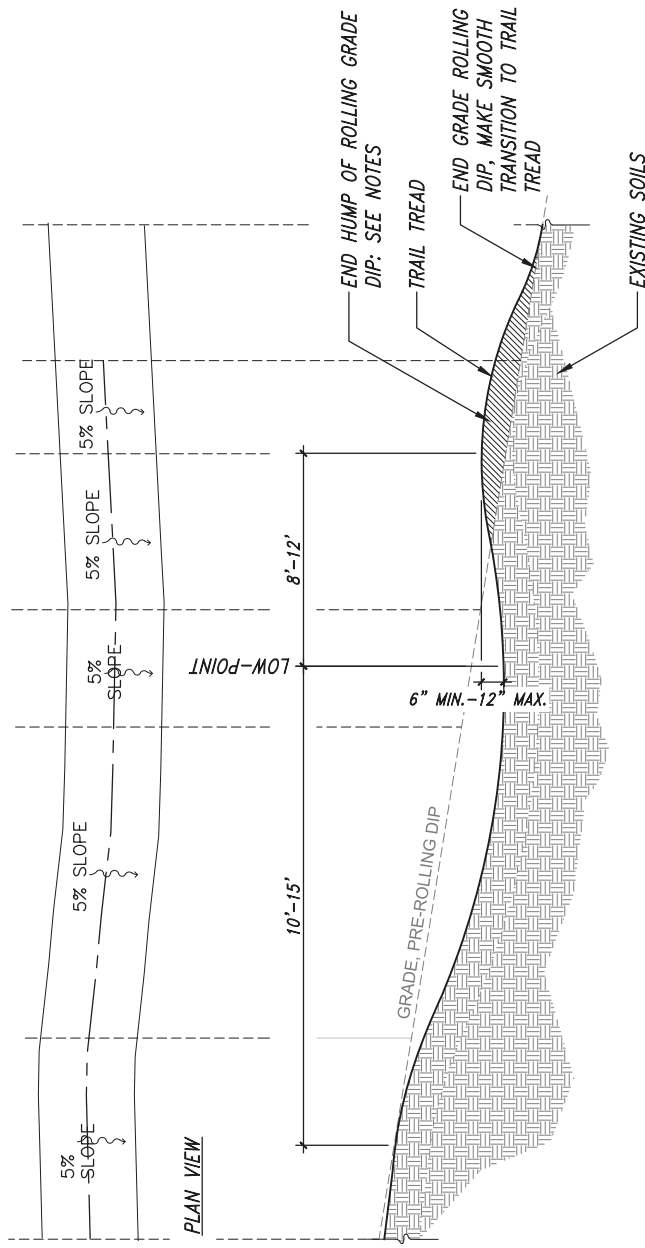 5% SLOPE
5% SLOPE
5%
SLOPE
5% SLOPE
5%
SLOPE
PLAN VIEW
LOW-POINT
10'-15'
8'-12'
6" MIN.-12" MAX.
GRADE, PRE-ROLLING DIP
END HUMP OF ROLLING GRADE
DIP: SEE NOTES
TRAIL TREAD
END GRADE ROLLING
DIP, MAKE SMOOTH
TRANSITION TO TRAIL
TREAD
EXISTING SOILS